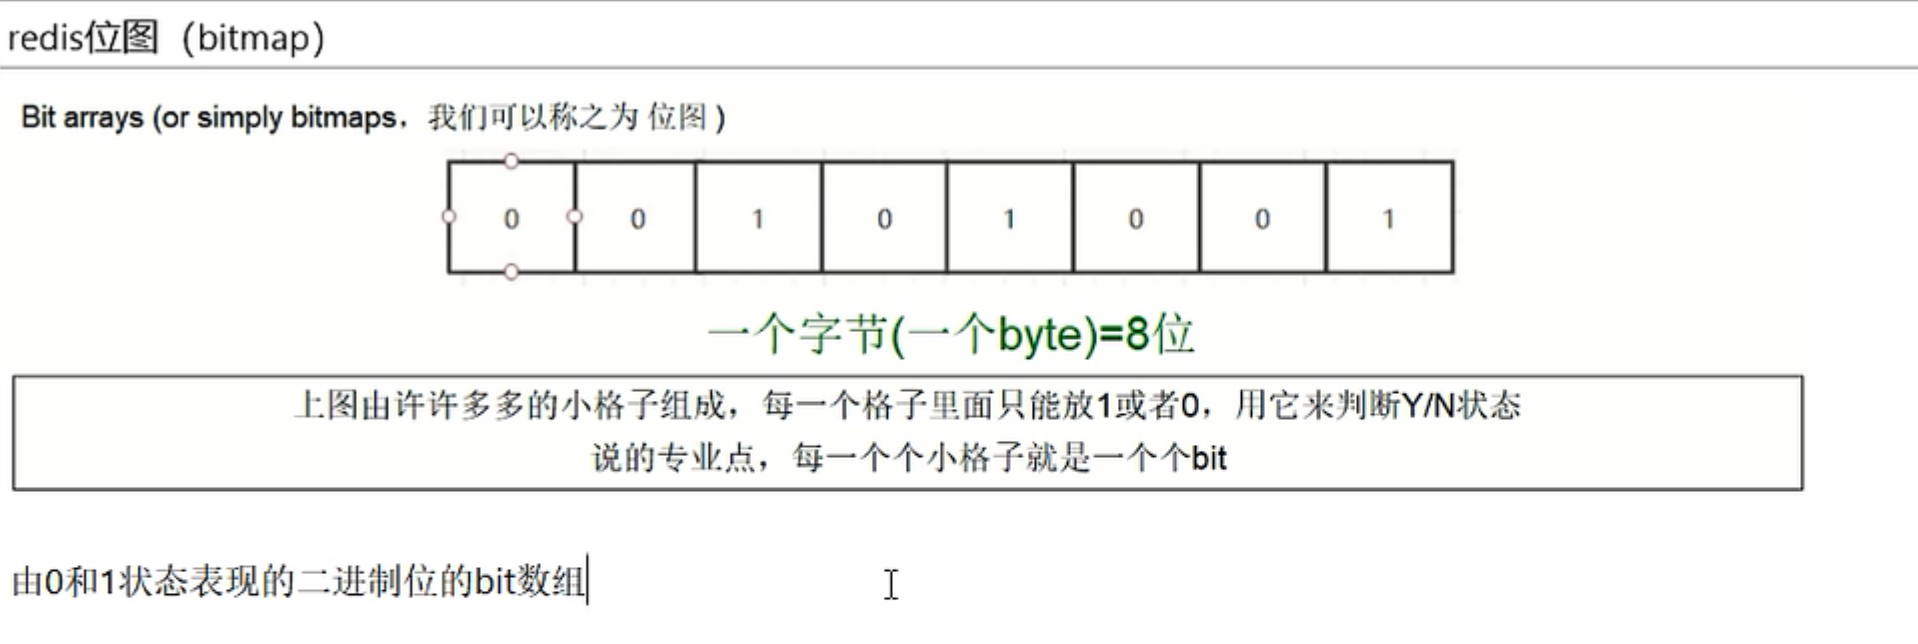 redis位图（bitmap）
Bit arrays (or simply bitmaps，我们可以称之为 位图 )
0 0 1 0 1 0 0 1
一个字节(一个byte)=8位
上图由许许多多的小格子组成，每一个格子里面只能放1或者0，用它来判断Y/N状态
说的专业点，每一个个小格子就是一个个bit
由0和1状态表现的二进制位的bit数组